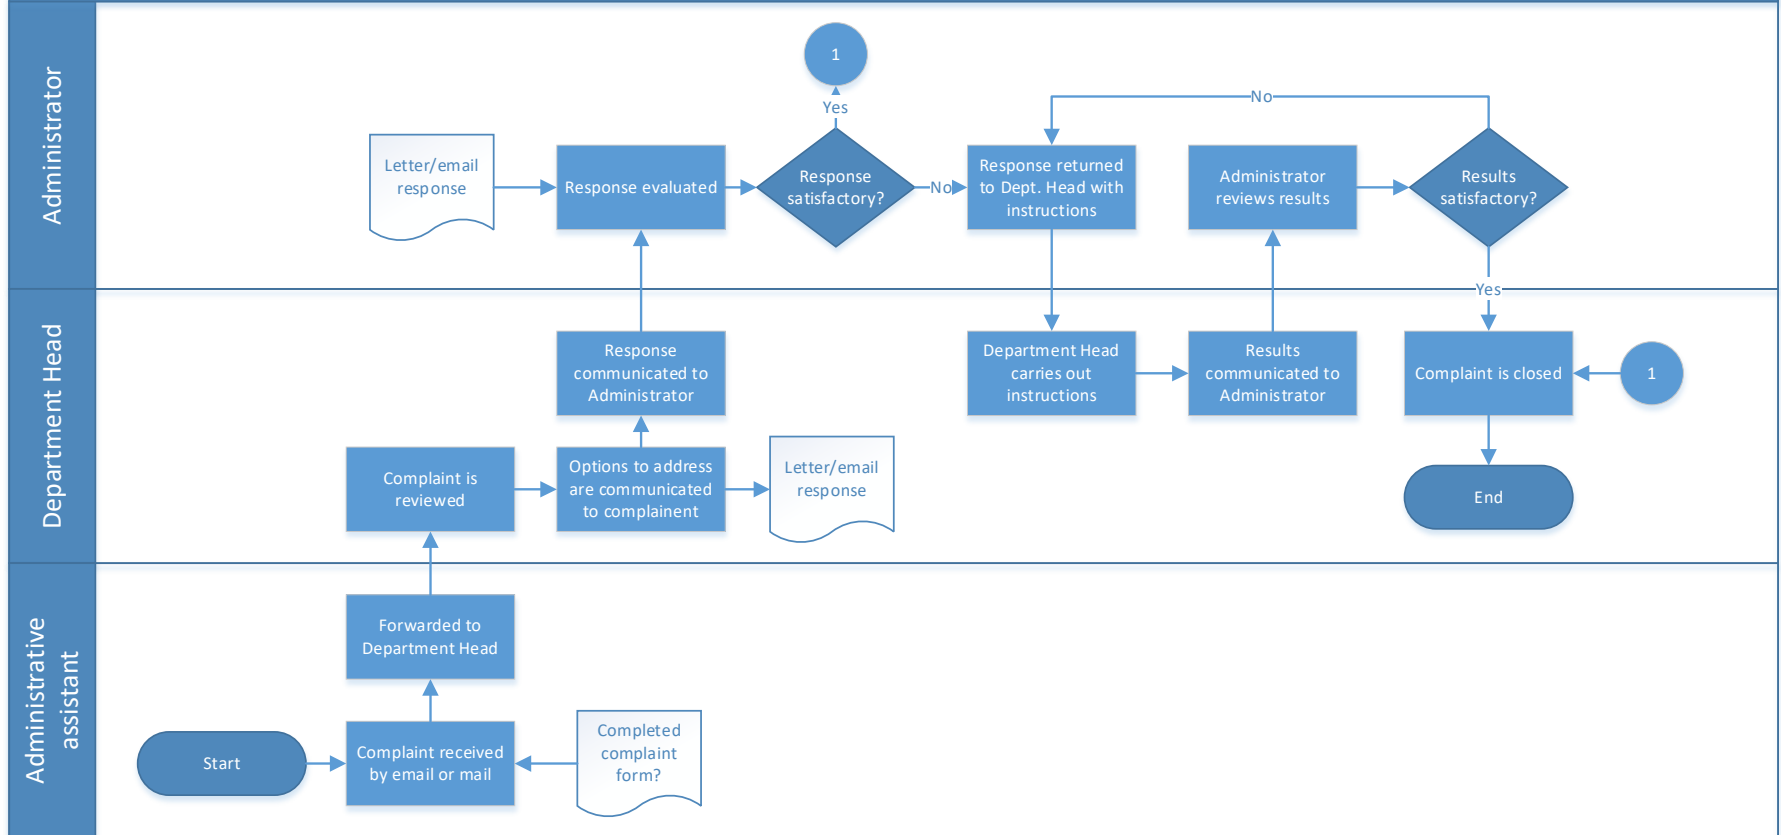 Administrator
1
Yes
Letter/email
response
Response evaluated
Response
satisfactory?
No
Response returned
to Dept. Head with
instructions
No
Administrator
reviews results
Results
satisfactory?
Yes
Department Head
Response
communicated to
Administrator
Department Head
carries out
instructions
Results
communicated to
Administrator
Complaint is closed
1
Complaint is
reviewed
Options to address
are communicated
to complainent
Letter/email
response
End
Administrative
assistant
Forwarded to
Department Head
Start
Complaint received
by email or mail
Completed
complaint
form?